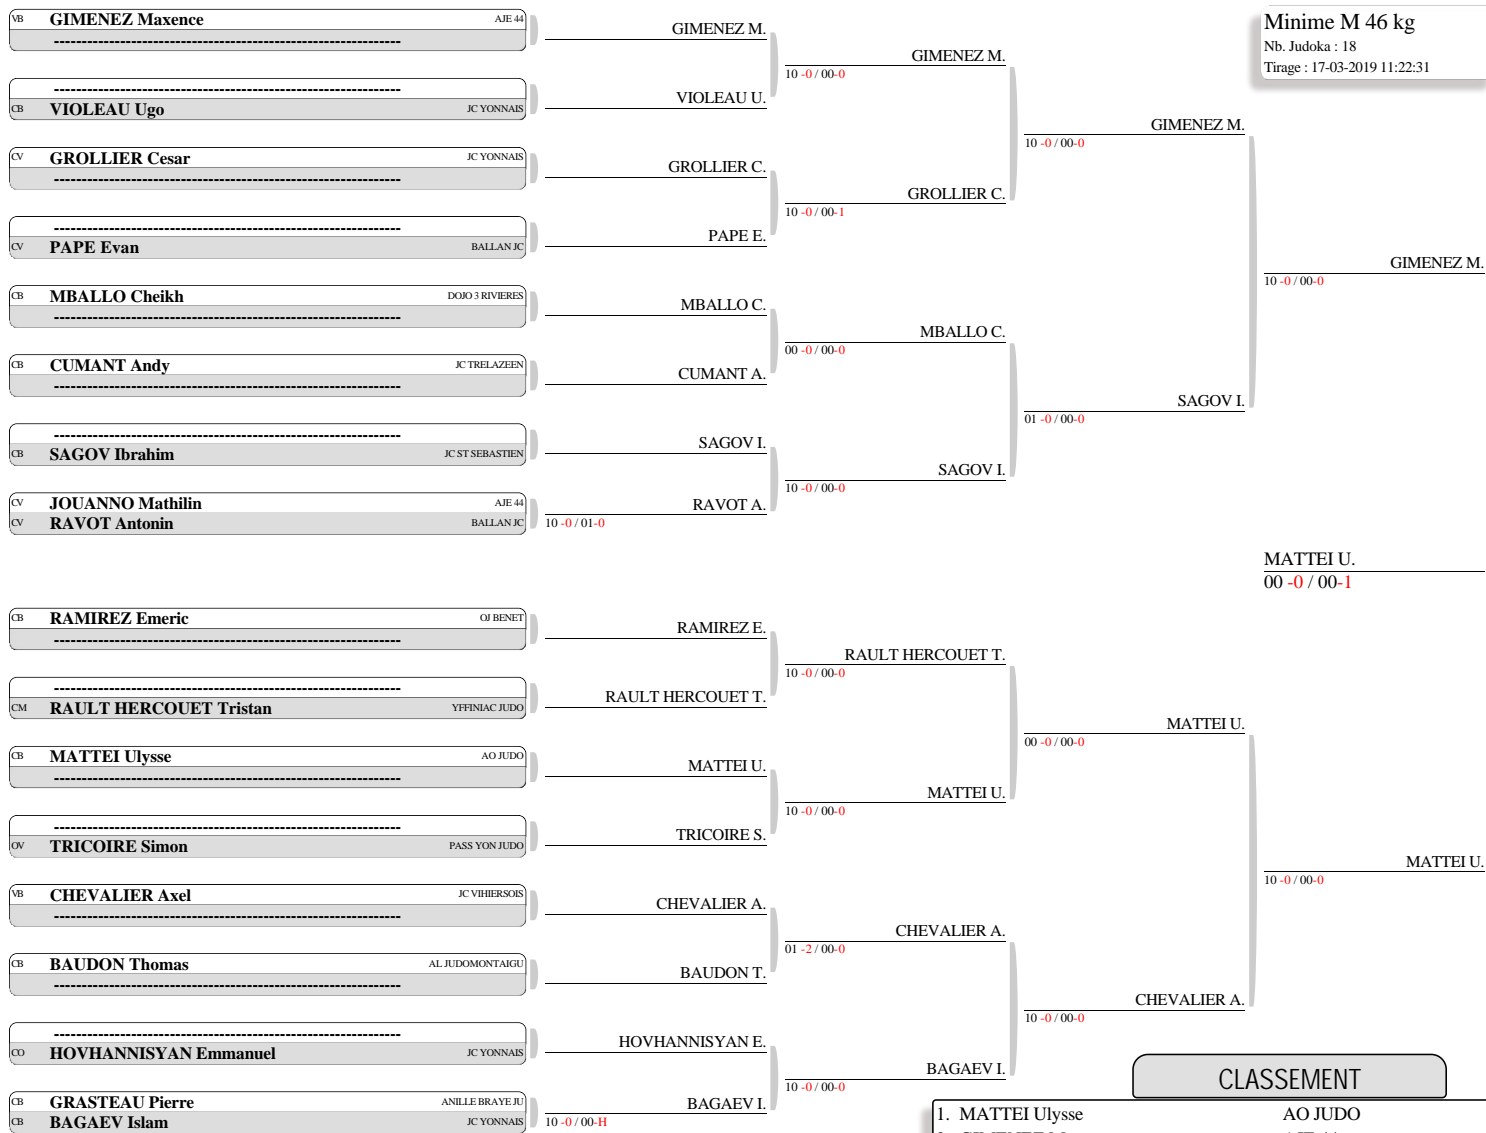 Minime M 46 kg
Nb. Judoka : 18
Tirage : 17-03-2019 11:22:31
VB GIMENEZ Maxence AJE 44
----------------------------------------------------------------
----------------------------------------------------------------
CB VIOLEAU Ugo JC YONNAIS
CV GROLLIER Cesar JC YONNAIS
----------------------------------------------------------------
----------------------------------------------------------------
CV PAPE Evan BALLAN JC
CB MBALLO Cheikh DOJO 3 RIVIERES
----------------------------------------------------------------
CB CUMANT Andy JC TRELAZEEN
----------------------------------------------------------------
----------------------------------------------------------------
CB SAGOV Ibrahim JC ST SEBASTIEN
CV JOUANNO Mathilin AJE 44
CV RAVOT Antonin BALLAN JC
CB RAMIREZ Emeric OJ BENET
----------------------------------------------------------------
----------------------------------------------------------------
CM RAULT HERCOUET Tristan YFFINIAC JUDO
CB MATTEI Ulysse AO JUDO
----------------------------------------------------------------
----------------------------------------------------------------
OV TRICOIRE Simon PASS YON JUDO
VB CHEVALIER Axel JC VIHIERSOIS
----------------------------------------------------------------
CB BAUDON Thomas AL JUDOMONTAIGU
----------------------------------------------------------------
----------------------------------------------------------------
CO HOVHANNISYAN Emmanuel JC YONNAIS
CB GRASTEAU Pierre ANILLE BRAYE JU
CB BAGAEV Islam JC YONNAIS
GIMENEZ M.
VIOLEAU U.
GROLLIER C.
PAPE E.
MBALLO C.
CUMANT A.
SAGOV I.
RAVOT A.
10 -0 / 01-0
RAMIREZ E.
RAULT HERCOUET T.
MATTEI U.
TRICOIRE S.
CHEVALIER A.
BAUDON T.
HOVHANNISYAN E.
BAGAEV I.
10 -0 / 00-H
GIMENEZ M.
10 -0 / 00-0
GROLLIER C.
10 -0 / 00-1
MBALLO C.
00 -0 / 00-0
SAGOV I.
10 -0 / 00-0
RAULT HERCOUET T.
10 -0 / 00-0
MATTEI U.
10 -0 / 00-0
CHEVALIER A.
01 -2 / 00-0
BAGAEV I.
10 -0 / 00-0
GIMENEZ M.
10 -0 / 00-0
SAGOV I.
01 -0 / 00-0
MATTEI U.
00 -0 / 00-0
CHEVALIER A.
10 -0 / 00-0
GIMENEZ M.
10 -0 / 00-0
MATTEI U.
00 -0 / 00-1
MATTEI U.
10 -0 / 00-0
CLASSEMENT
1. MATTEI Ulysse AO JUDO